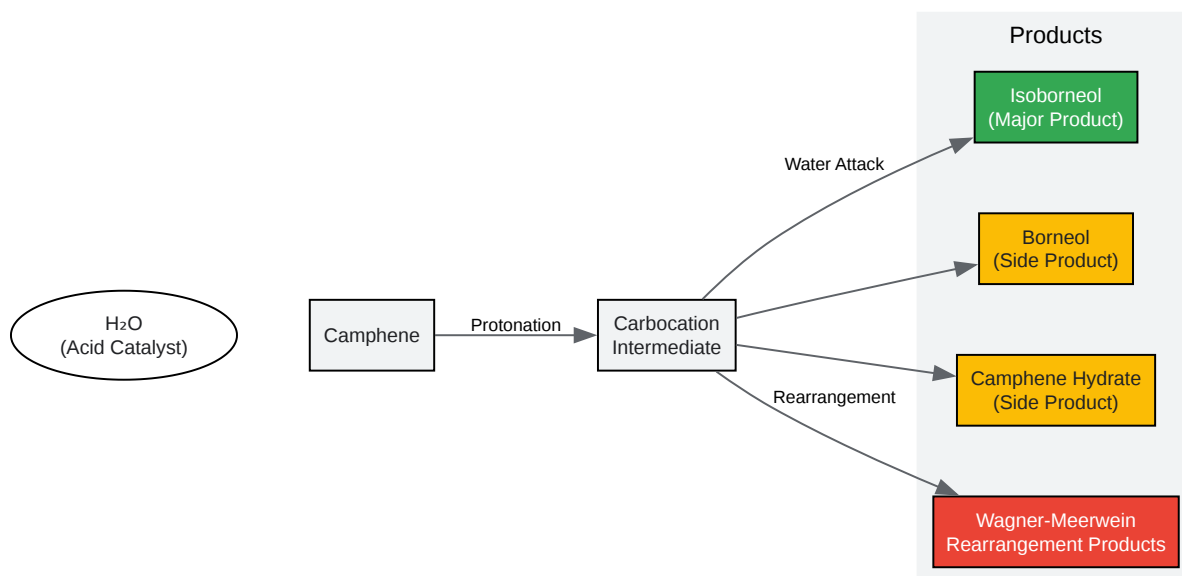 Products
Isoborneol
(Major Product)
Water Attack
Borneol
(Side Product)
H₂O
(Acid Catalyst)
Camphene
Protonation
Carbocation
Intermediate
Camphene Hydrate
(Side Product)
Rearrangement
Wagner-Meerwein
Rearrangement Products